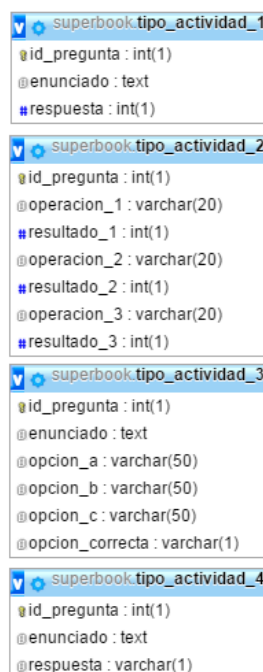 superbook.tipo_actividad_1
id_pregunta : int(1)
enunciado : text
#respuesta : int(1)
superbook.tipo_actividad_2
id_pregunta : int(1)
operacion_1 : varchar(20)
#resultado_1 : int(1)
operacion_2 : varchar(20)
#resultado_2 : int(1)
operacion_3 : varchar(20)
#resultado_3 : int(1)
superbook.tipo_actividad_3
id_pregunta : int(1)
enunciado : text
opcion_a : varchar(50)
opcion_b : varchar(50)
opcion_c : varchar(50)
opcion_correcta : varchar(1)
superbook.tipo_actividad_4
id_pregunta : int(1)
enunciado : text
respuesta : varchar(1)